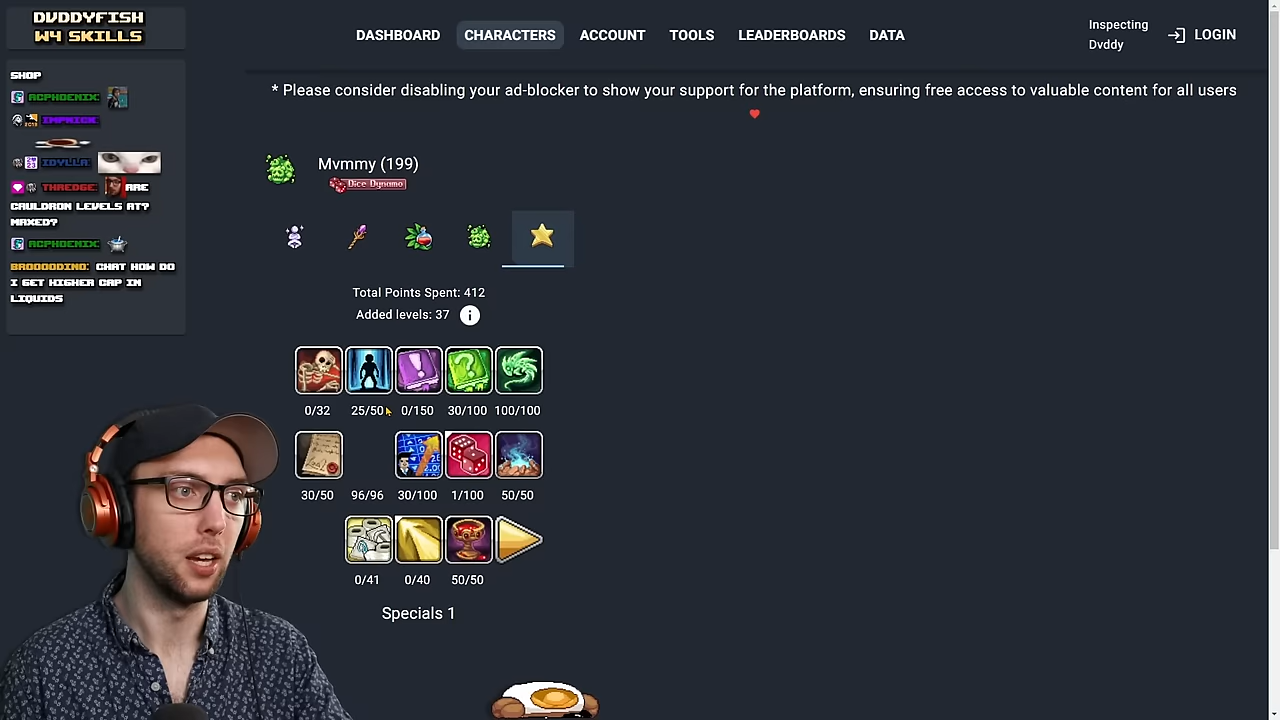 DVDDYFISH
W4 SKILLS
DASHBOARD
CHARACTERS
ACCOUNT
TOOLS
LEADERBOARDS
DATA
Inspecting
Dvddy
LOGIN
SHOP
ACPHOENIX:
IMPRICK:
IDYLLA:
THREDGE: ARE
CAULDRON LEVELS AT?
MAXED?
ACPHOENIX:
BROOOODINO: CHAT HOW DO
I GET HIGHER CAP IN
LIQUIDS
* Please consider disabling your ad-blocker to show your support for the platform, ensuring free access to valuable content for all users
Mvmmy (199)
Dice Dynamo
Total Points Spent: 412
Added levels: 37
0/32 25/50 0/150 30/100 100/100
30/50 96/96 30/100 1/100 50/50
0/41 0/40 50/50
Specials 1